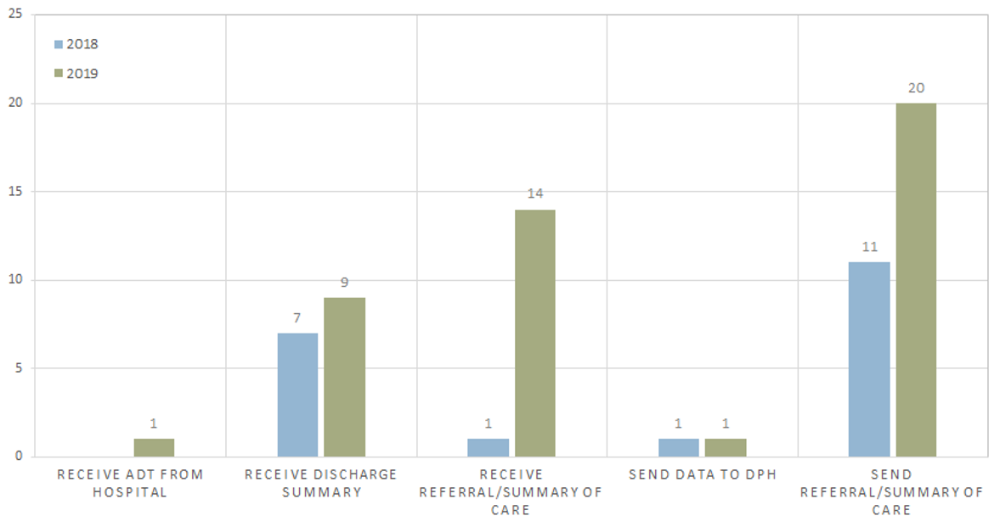 25
2018
2019
20
15
10
5
0
1
7
9
1
14
1
1
11
20
RECEIVE ADT FROM
HOSPITAL
RECEIVE DISCHARGE
SUMMARY
RECEIVE
REFERRAL/SUMMARY OF
CARE
SEND DATA TO DPH
SEND
REFERRAL/SUMMARY OF
CARE